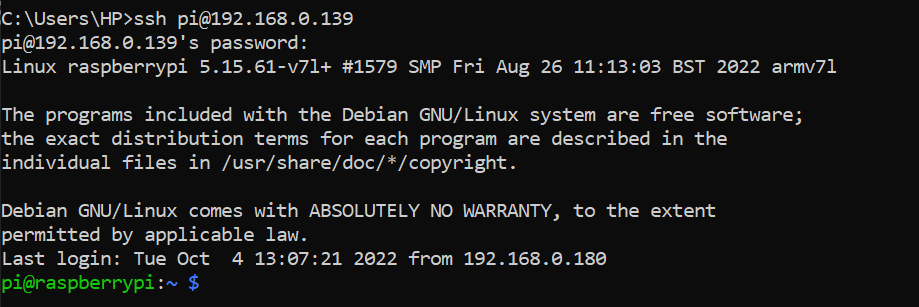 C:\Users\HP>ssh pi@192.168.0.139
pi@192.168.0.139's password:
Linux raspberrypi 5.15.61-v7l+ #1579 SMP Fri Aug 26 11:13:03 BST 2022 armv7l

The programs included with the Debian GNU/Linux system are free software;
the exact distribution terms for each program are described in the
individual files in /usr/share/doc/*/copyright.

Debian GNU/Linux comes with ABSOLUTELY NO WARRANTY, to the extent
permitted by applicable law.
Last login: Tue Oct  4 13:07:21 2022 from 192.168.0.180
pi@raspberrypi:~ $